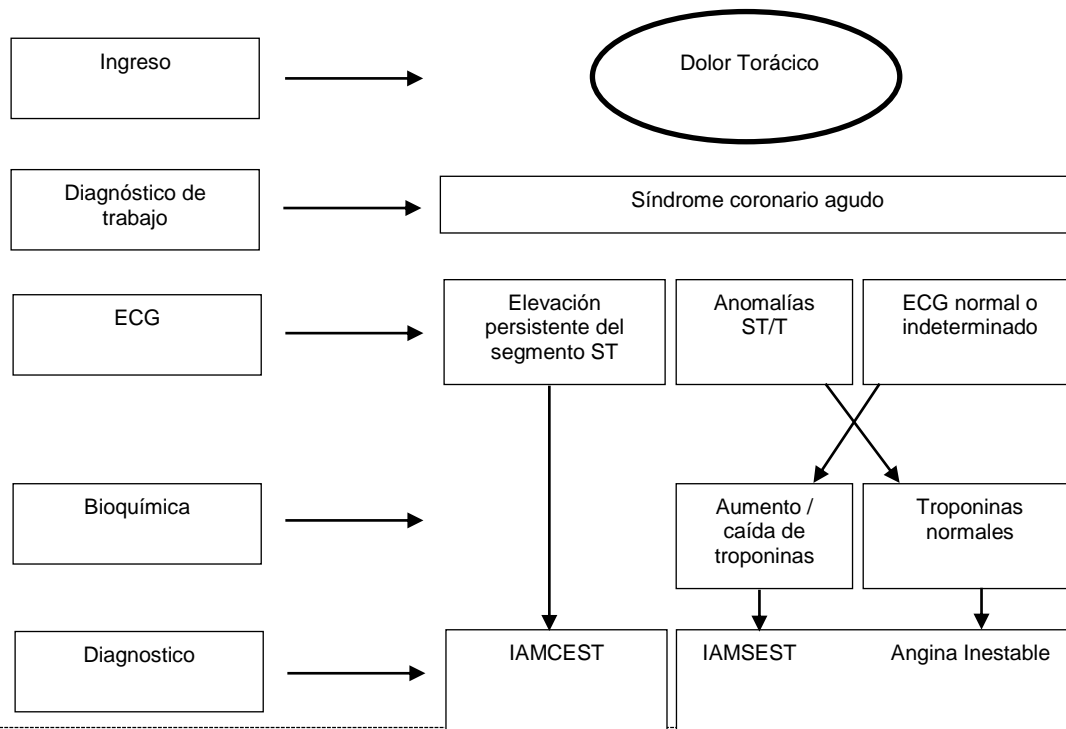 Ingreso
Dolor Torácico
Diagnóstico de
trabajo
Síndrome coronario agudo
ECG
Elevación
persistente del
segmento ST
Anomalías
ST/T
ECG normal o
indeterminado
Bioquímica
Aumento /
caída de
troponinas
Troponinas
normales
Diagnostico
IAMCEST
IAMSEST
Angina Inestable